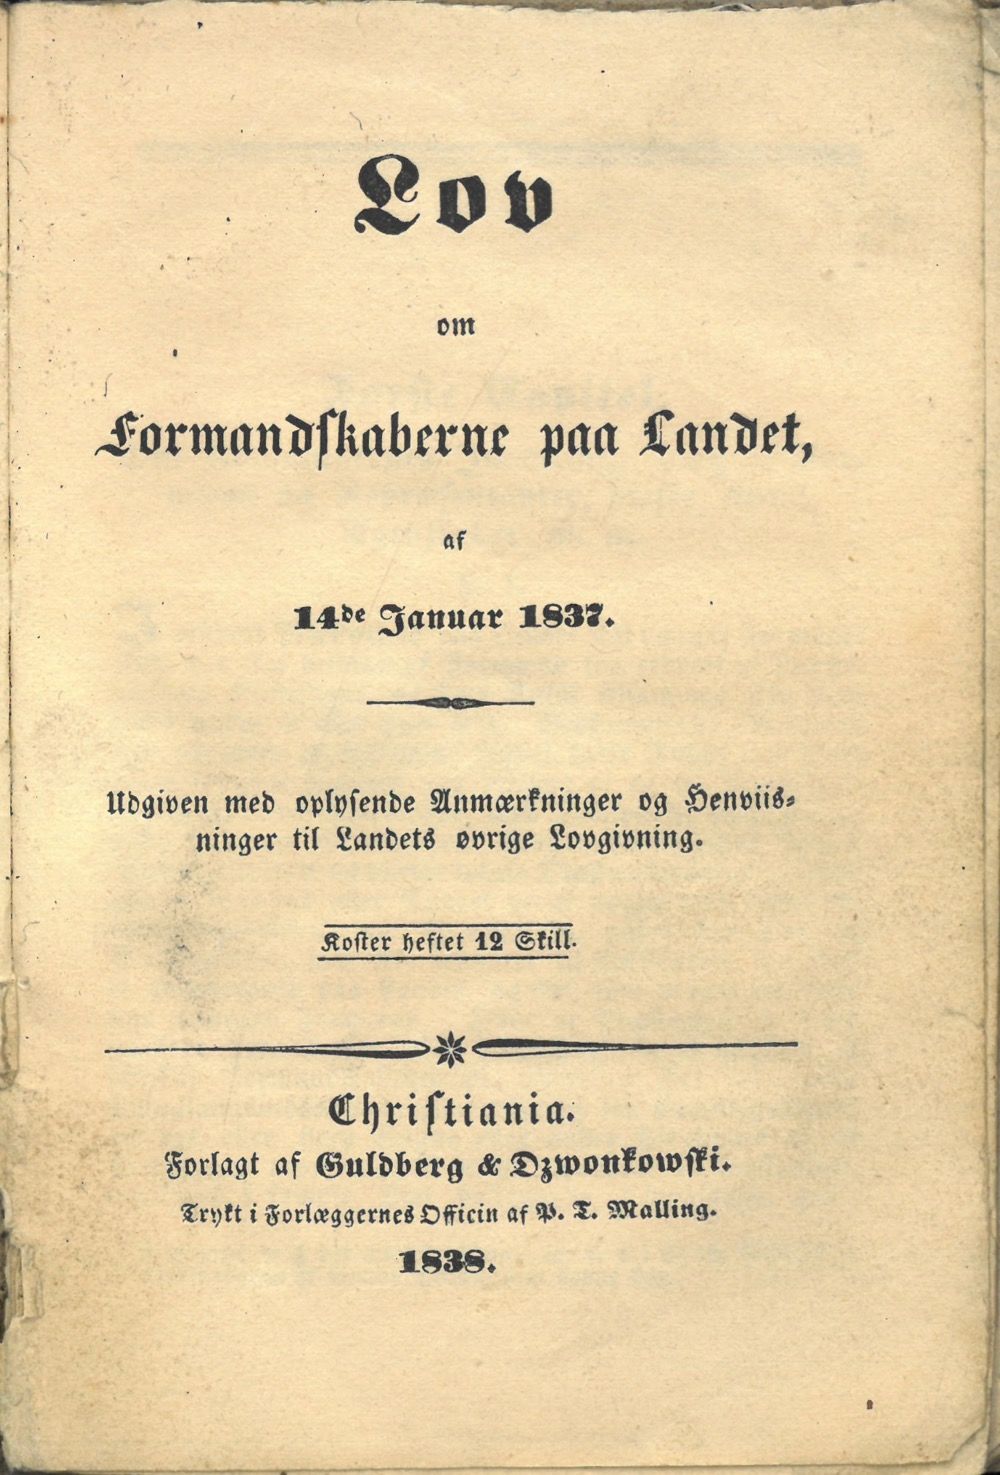 Lov
om
Formandskaberne paa Landet,
af
14de Januar 1837.
Udgiven med oplysende Anmærkninger og Henviis-
ninger til Landets øvrige Lovgivning.
Koster heftet 12 Skill.
Christiania.
Forlagt af Guldberg & Dzwonkowski.
Trykt i Forlæggernes Officin af P. T. Malling.
1838.